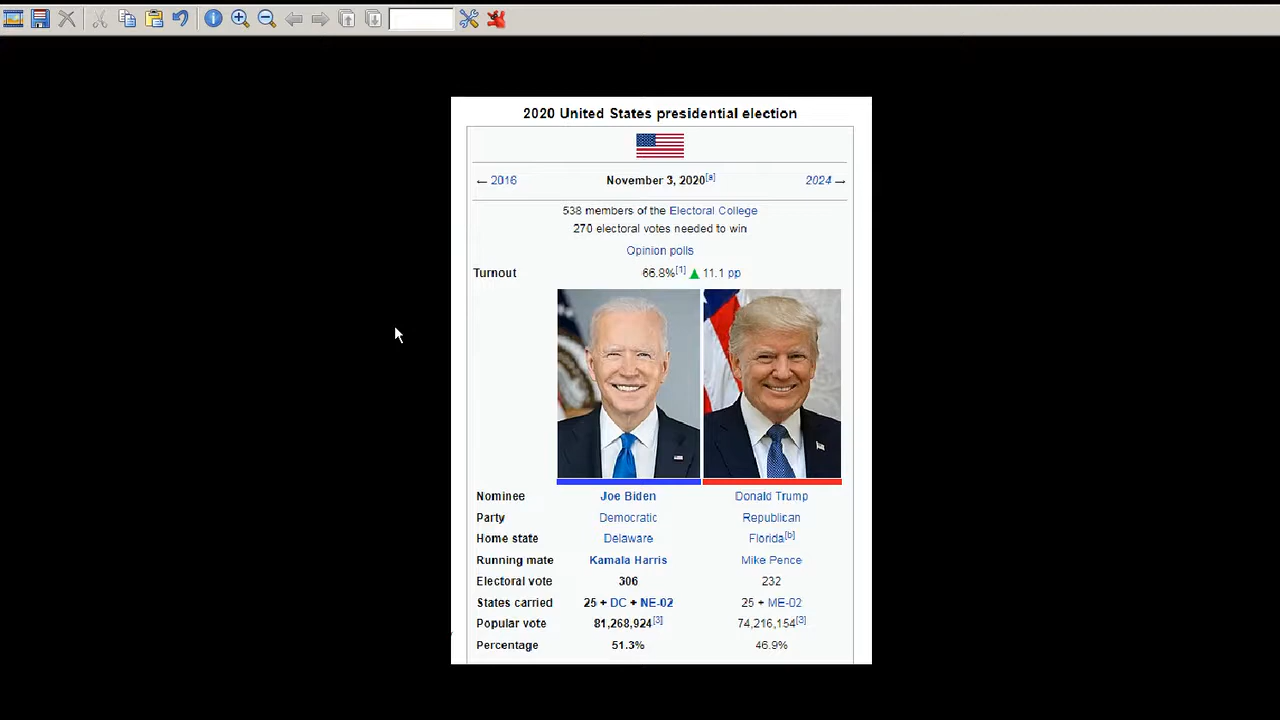 2020 United States presidential election
← 2016 November 3, 2020[a] 2024 →
538 members of the Electoral College
270 electoral votes needed to win
Opinion polls
Turnout 66.8%[1] ▲ 11.1 pp
Nominee Joe Biden Donald Trump
Party Democratic Republican
Home state Delaware Florida[b]
Running mate Kamala Harris Mike Pence
Electoral vote 306 232
States carried 25 + DC + NE-02 25 + ME-02
Popular vote 81,268,924[3] 74,216,154[3]
Percentage 51.3% 46.9%